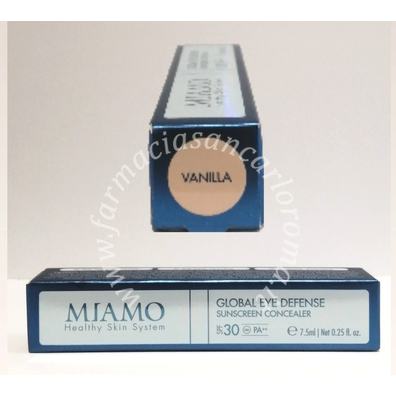 MIAMO
VANILLA
www.farmaciasancarloroma.
MIAMO
Healthy Skin System
GLOBAL EYE DEFENSE
SUNSCREEN CONCEALER
SPF 30 PA++
e 7.5ml | Net 0.25 fl. oz.